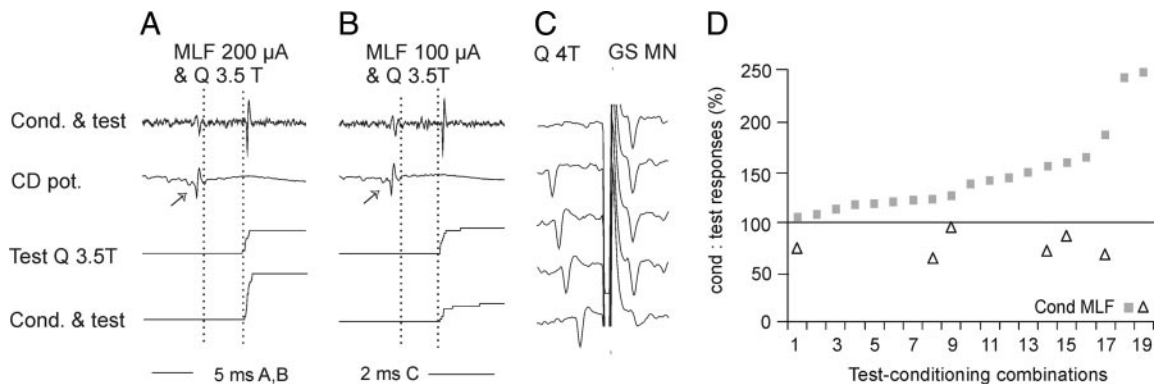 A
MLF 200 µA
& Q 3.5 T
B
MLF 100 µA
& Q 3.5T
C
Q 4T
GS MN
D
Cond. & test
CD pot.
Test Q 3.5T
Cond. & test
5 ms A,B
2 ms C
cond : test responses (%)
250
200
150
100
50
0
Cond MLF
1 3 5 7 9 11 13 15 17 19
Test-conditioning combinations